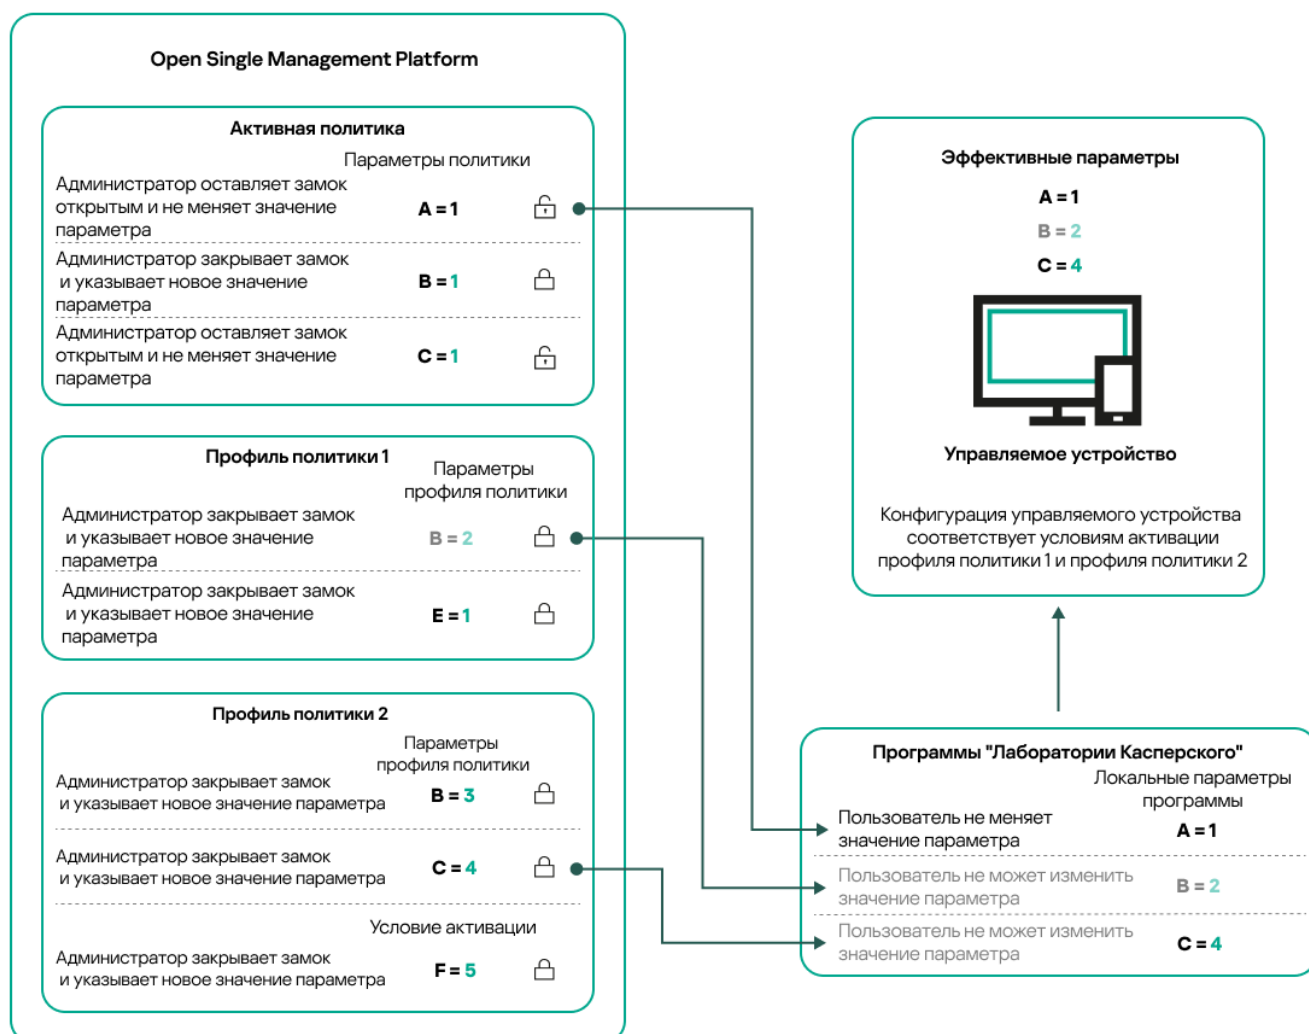 Open Single Management Platform
Активная политика
Параметры политики
Администратор оставляет замок
открытым и не меняет значение
параметра
A = 1
Администратор закрывает замок
и указывает новое значение
параметра
B = 1
Администратор оставляет замок
открытым и не меняет значение
параметра
C = 1
Профиль политики 1
Параметры
профиля политики
Администратор закрывает замок
и указывает новое значение
параметра
B = 2
Администратор закрывает замок
и указывает новое значение
параметра
E = 1
Профиль политики 2
Параметры
профиля политики
Администратор закрывает замок
и указывает новое значение параметра
B = 3
Администратор закрывает замок
и указывает новое значение параметра
C = 4
Условие активации
Администратор закрывает замок
и указывает новое значение параметра
F = 5
Эффективные параметры
A = 1
B = 2
C = 4
Управляемое устройство
Конфигурация управляемого устройства
соответствует условиям активации
профиля политики 1 и профиля политики 2
Программы "Лаборатории Касперского"
Локальные параметры
программы
Пользователь не меняет
значение параметра
A = 1
Пользователь не может изменить
значение параметра
B = 2
Пользователь не может изменить
значение параметра
C = 4